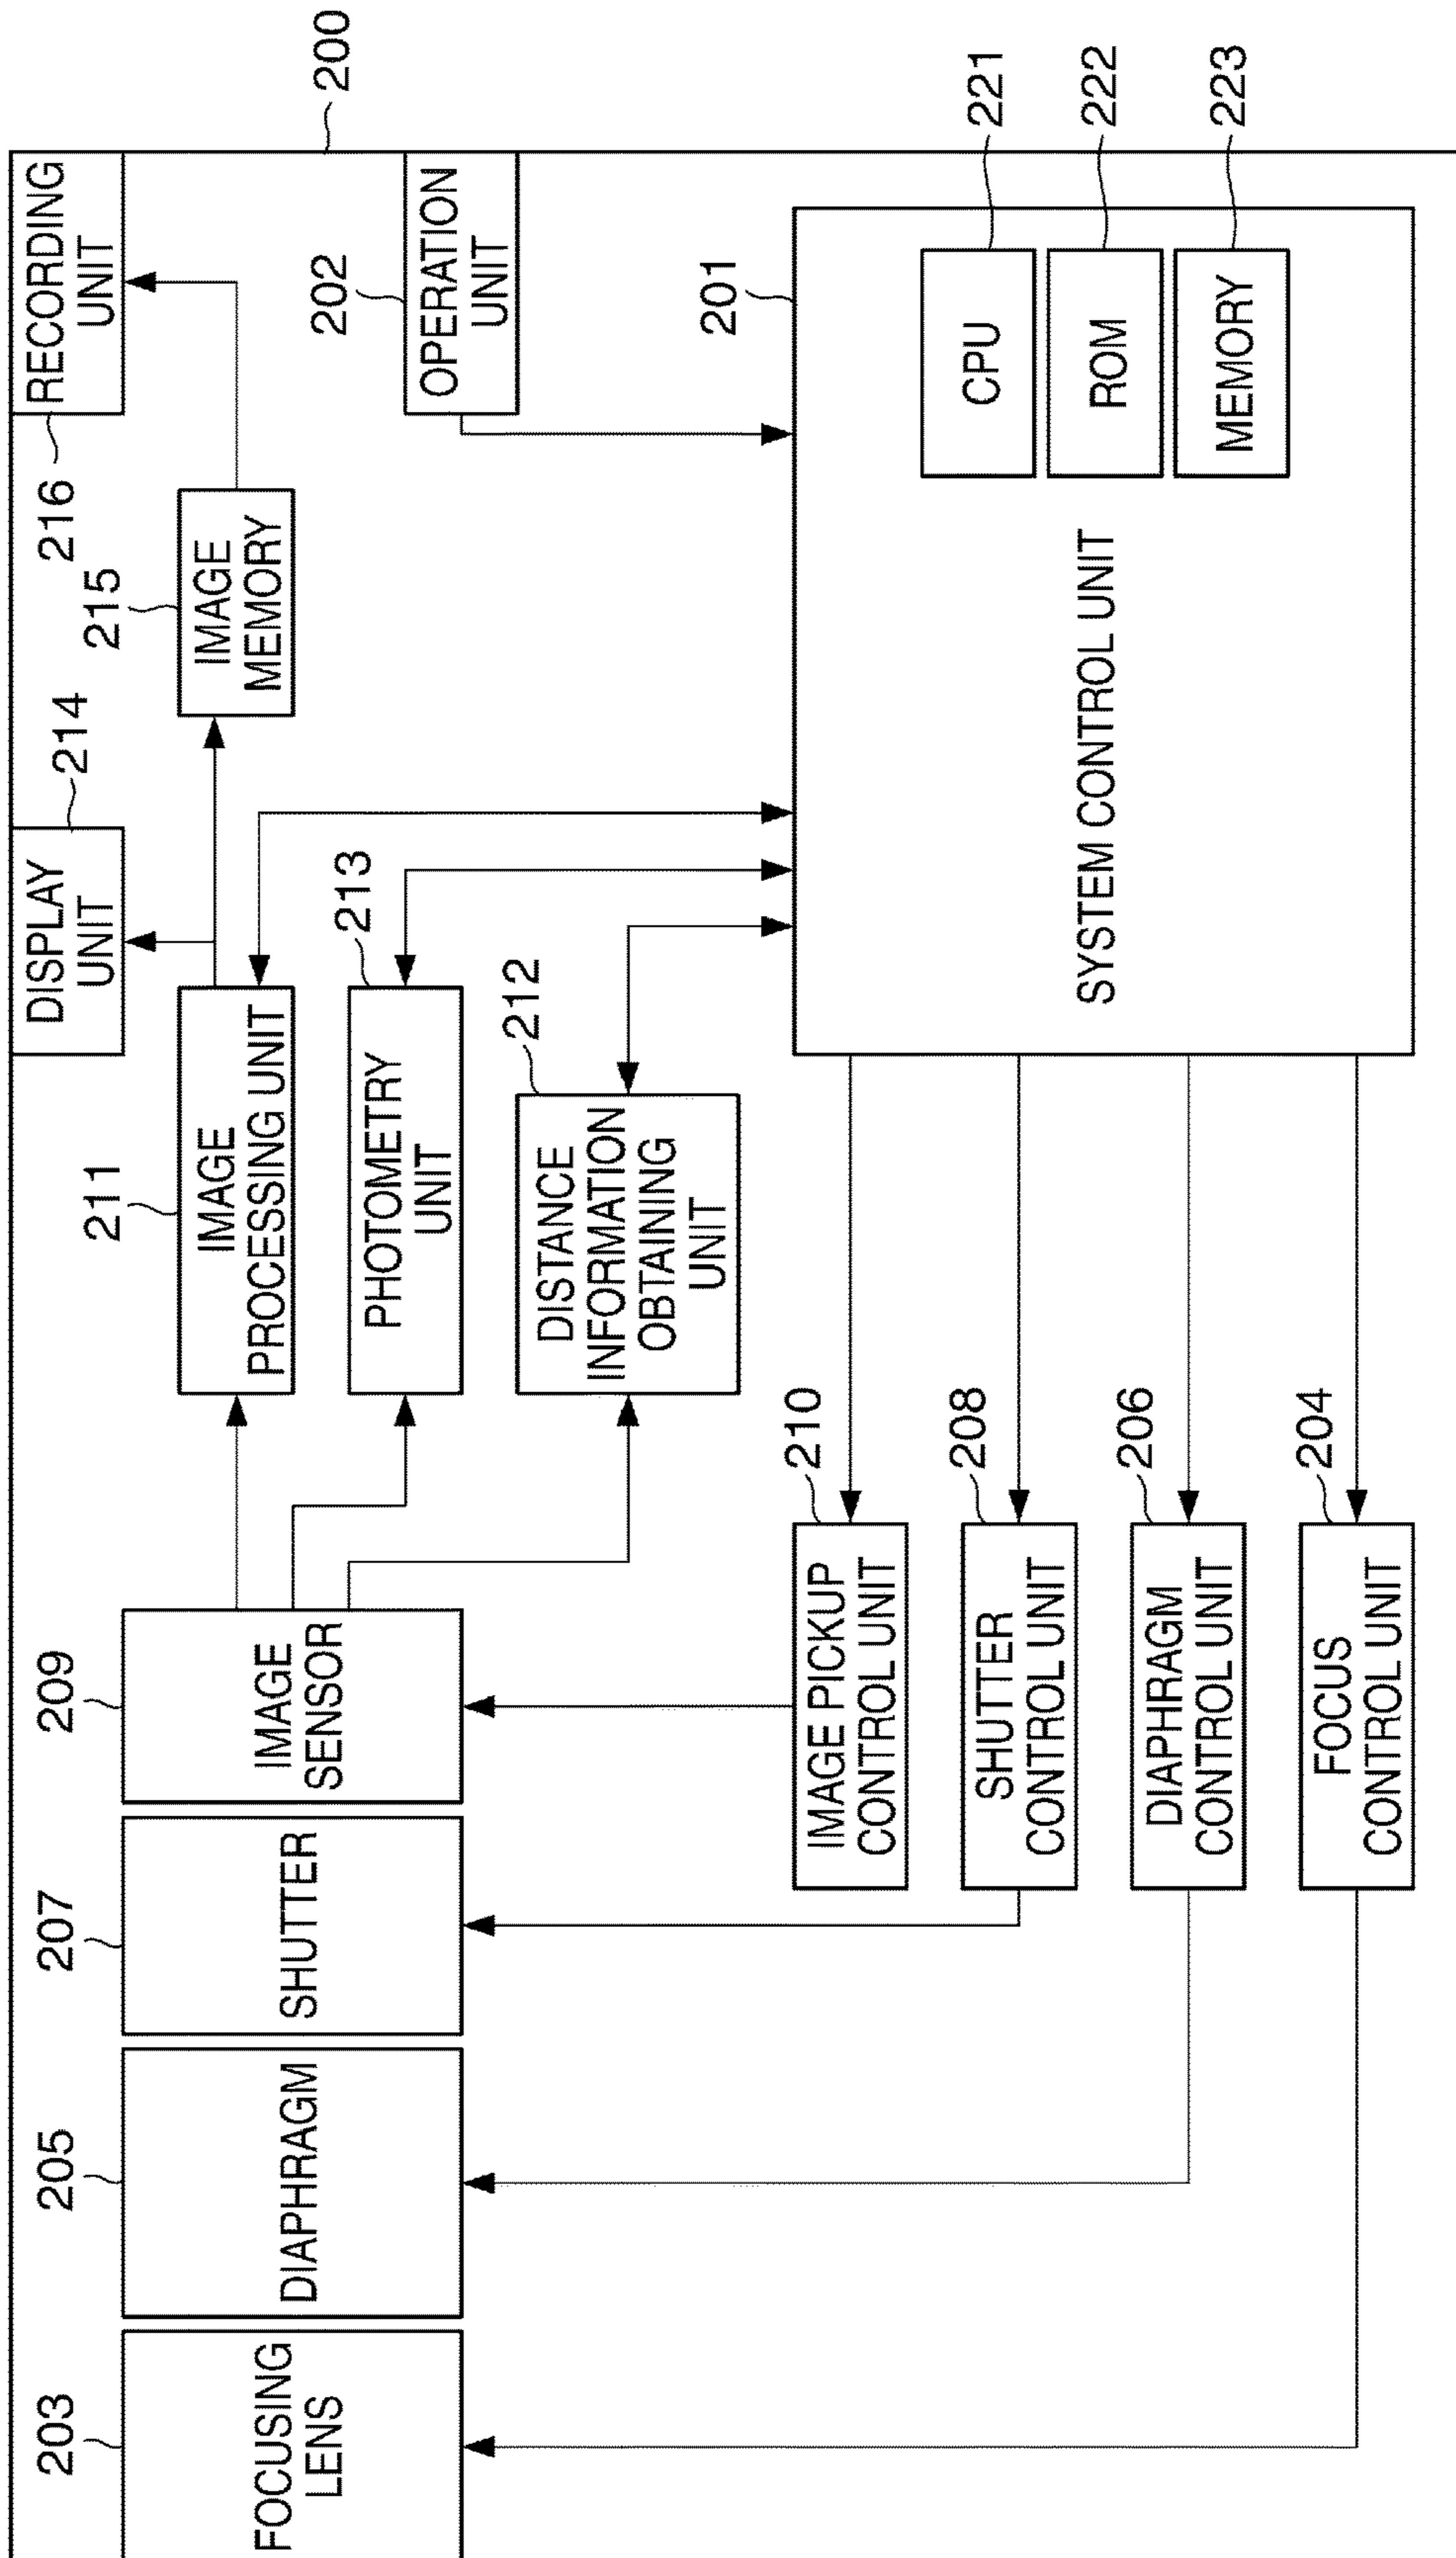 200
203
FOCUSING
LENS
205
DIAPHRAGM
207
SHUTTER
209
IMAGE
SENSOR
211
IMAGE
PROCESSING UNIT
213
PHOTOMETRY
UNIT
212
DISTANCE
INFORMATION
OBTAINING
UNIT
214
DISPLAY
UNIT
215
IMAGE
MEMORY
216
RECORDING
UNIT
202
OPERATION
UNIT
201
SYSTEM CONTROL UNIT
CPU
221
ROM
222
MEMORY
223
210
IMAGE PICKUP
CONTROL UNIT
208
SHUTTER
CONTROL UNIT
206
DIAPHRAGM
CONTROL UNIT
204
FOCUS
CONTROL UNIT